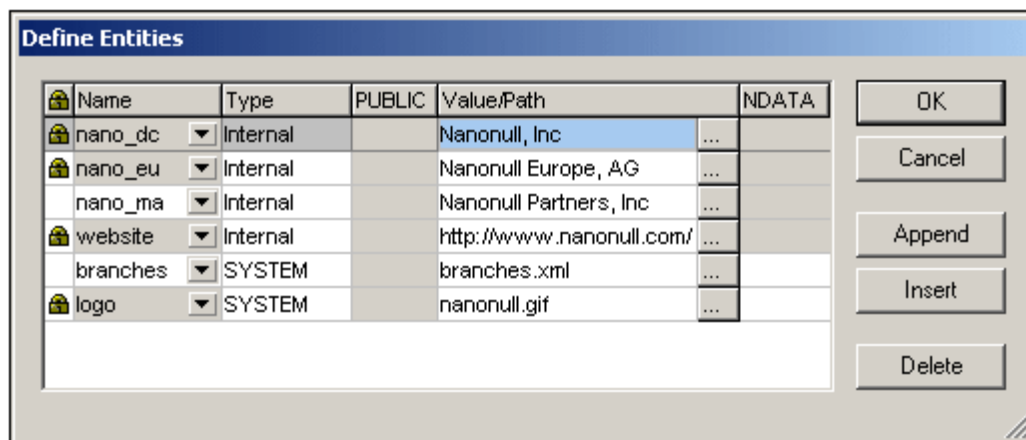 Define Entities
Name Type PUBLIC Value/Path NDATA
nano_dc Internal Nanonull, Inc ...
nano_eu Internal Nanonull Europe, AG ...
nano_ma Internal Nanonull Partners, Inc ...
website Internal http://www.nanonull.com/ ...
branches SYSTEM branches.xml ...
logo SYSTEM nanonull.gif ...
OK
Cancel
Append
Insert
Delete